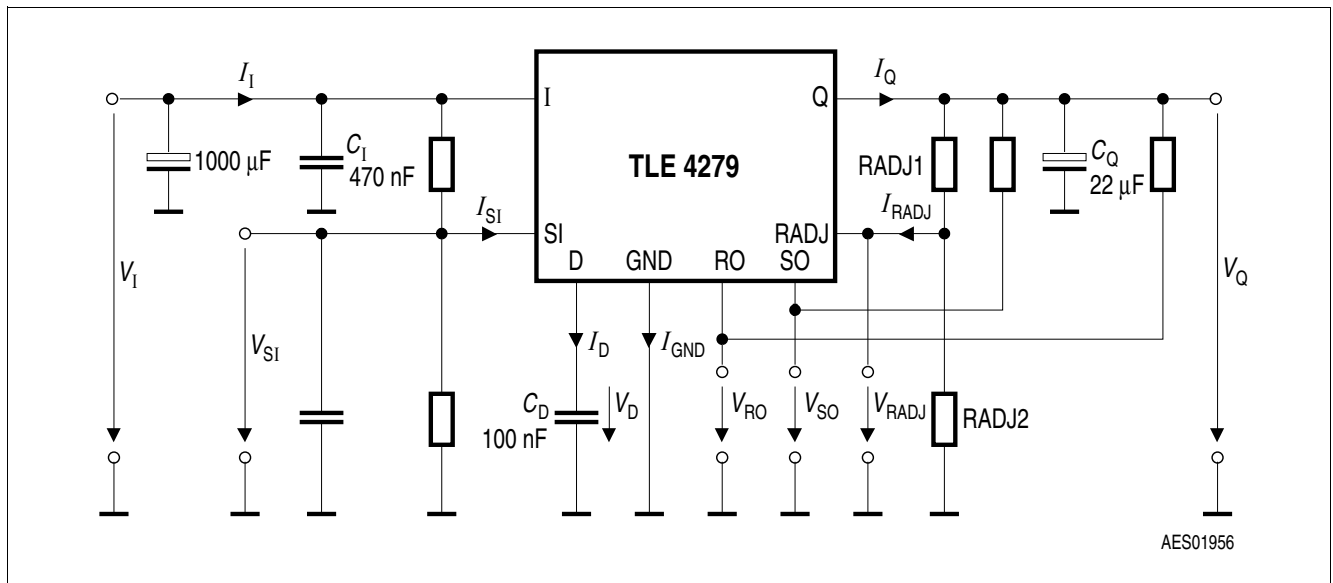 I_I
I_Q
I
Q
1000 µF
C_I
470 nF
TLE 4279
RADJ1
C_Q
22 µF
I_SI
I_RADJ
SI
RADJ
D
GND
RO
SO
V_I
V_SI
I_D
I_GND
V_Q
C_D
100 nF
V_D
V_RO
V_SO
V_RADJ
RADJ2
AES01956